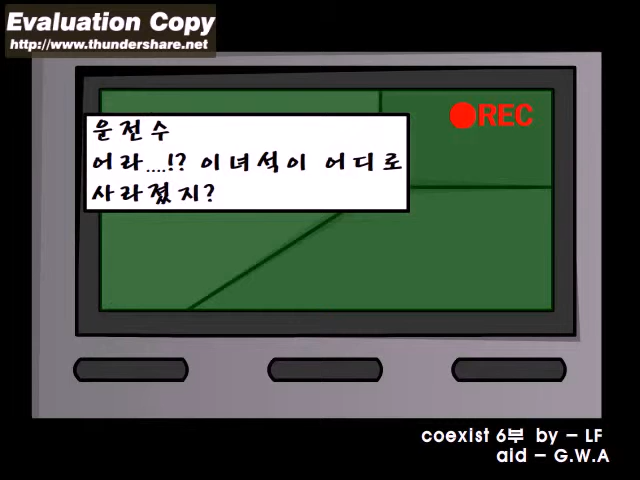 Evaluation Copy
http://www.thundershare.net
REC
운전수
어라....!? 이녀석이 어디로
사라졌지?
coexist 6부 by - LF
aid - G.W.A